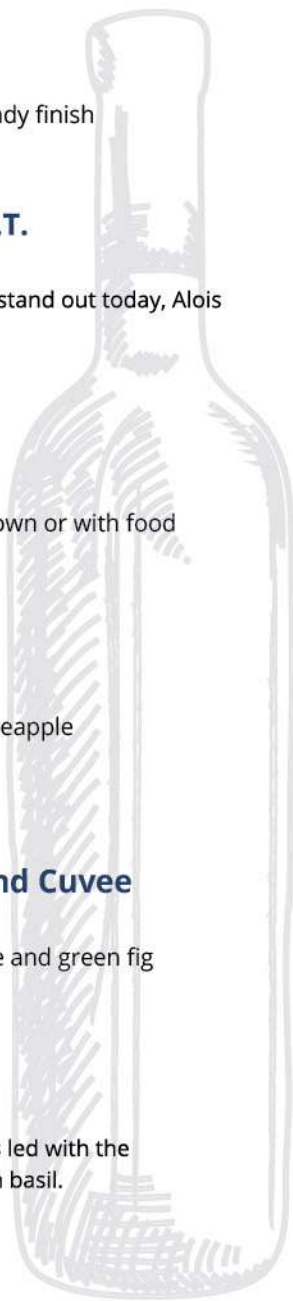 dy finish
.T.
stand out today, Alois
own or with food
eapple
nd Cuvee
e and green fig
s led with the
basil.